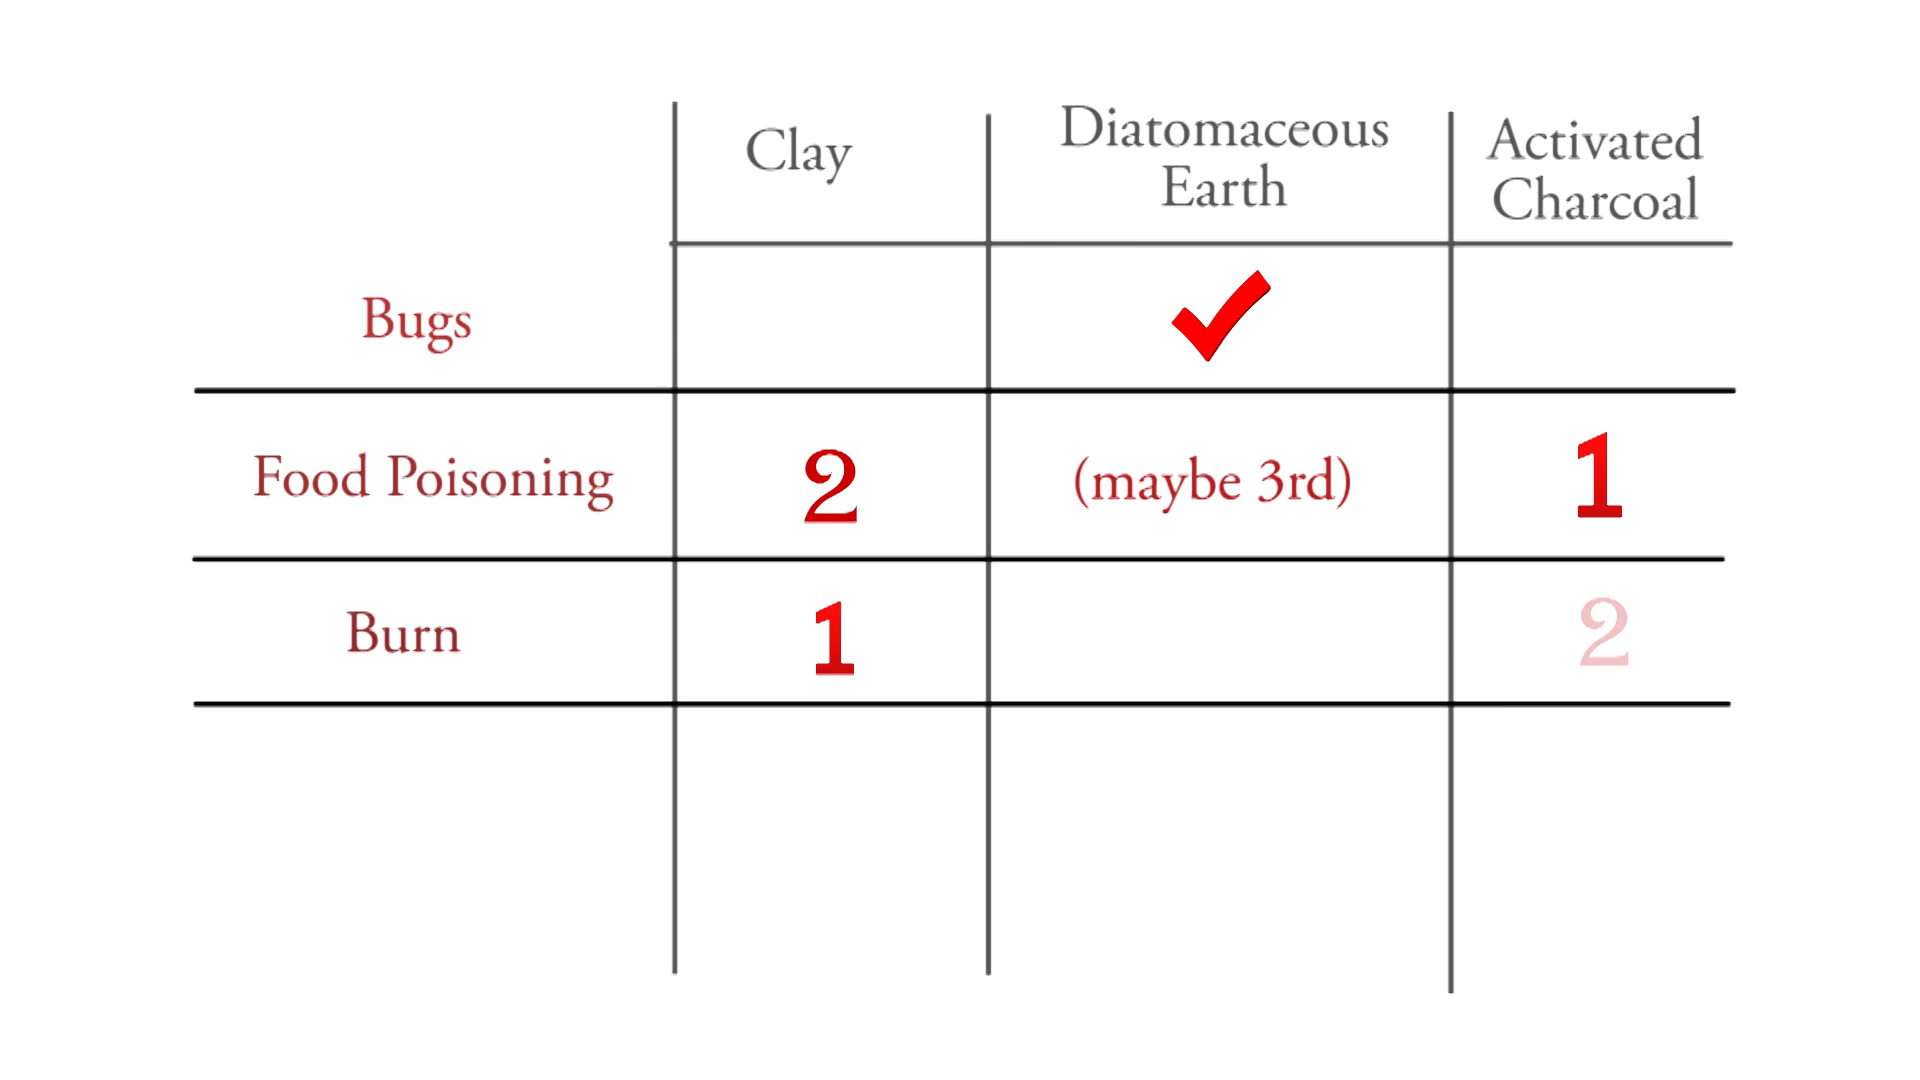 Clay
Diatomaceous
Earth
Activated
Charcoal
Bugs
Food Poisoning
2
(maybe 3rd)
1
Burn
1
2